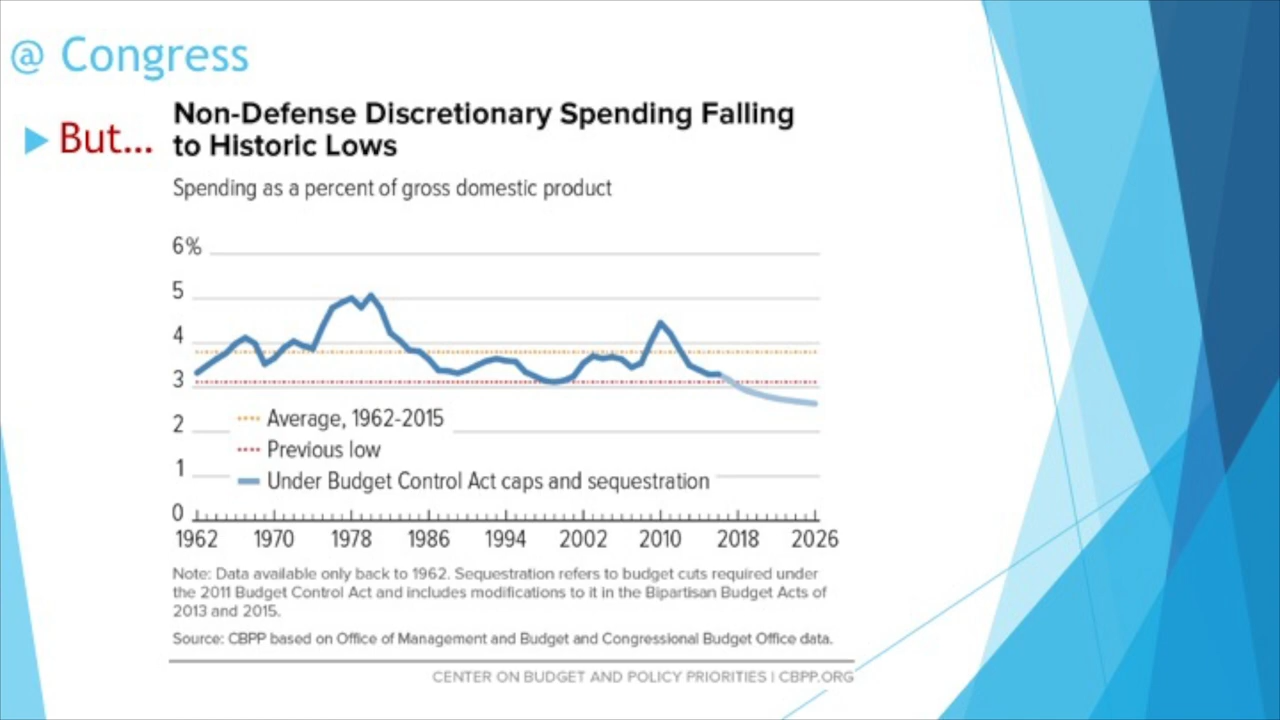 @ Congress
But...
Non-Defense Discretionary Spending Falling
to Historic Lows
Spending as a percent of gross domestic product
6%
5
4
3
2
1
0
Average, 1962-2015
Previous low
Under Budget Control Act caps and sequestration
1962 1970 1978 1986 1994 2002 2010 2018 2026
Note: Data available only back to 1962. Sequestration refers to budget cuts required under
the 2011 Budget Control Act and includes modifications to it in the Bipartisan Budget Acts of
2013 and 2015.
Source: CBPP based on Office of Management and Budget and Congressional Budget Office data.
CENTER ON BUDGET AND POLICY PRIORITIES | CBPP.ORG